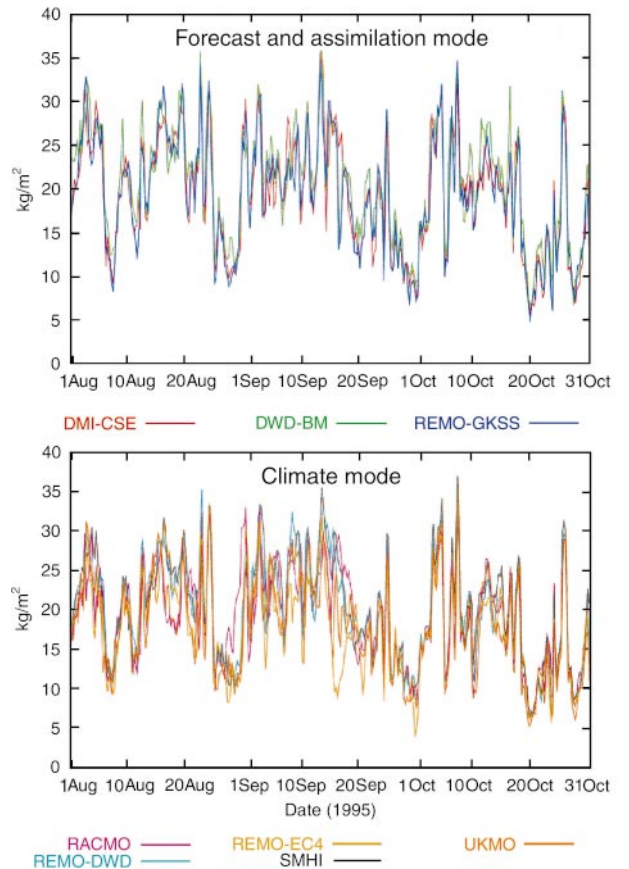 40
Forecast and assimilation mode
35
30
25
kg/m²
20
15
10
5
0
1Aug 10Aug 20Aug 1Sep 10Sep 20Sep 1Oct 10Oct 20Oct 31Oct
DMI-CSE DWD-BM REMO-GKSS
40
Climate mode
35
30
25
kg/m²
20
15
10
5
0
1Aug 10Aug 20Aug 1Sep 10Sep 20Sep 1Oct 10Oct 20Oct 31Oct
Date (1995)
RACMO REMO-EC4 UKMO
REMO-DWD SMHI